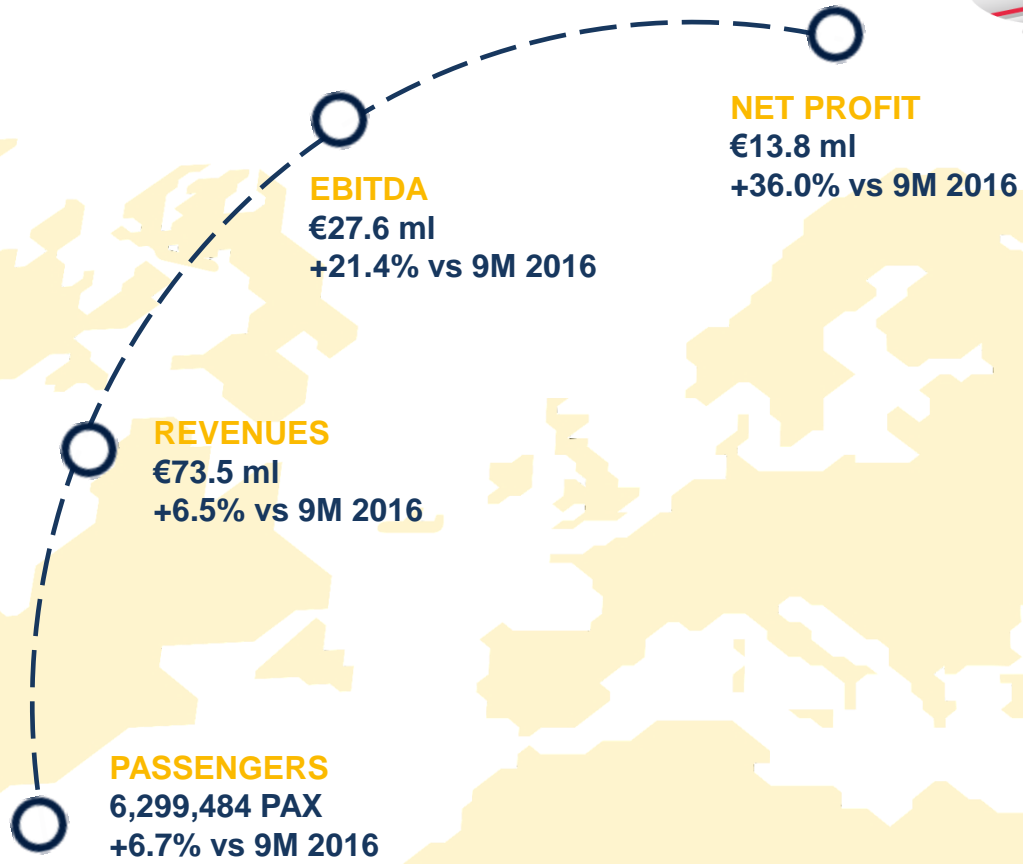 NET PROFIT
€13.8 ml
+36.0% vs 9M 2016
EBITDA
€27.6 ml
+21.4% vs 9M 2016
REVENUES
€73.5 ml
+6.5% vs 9M 2016
PASSENGERS
6,299,484 PAX
+6.7% vs 9M 2016